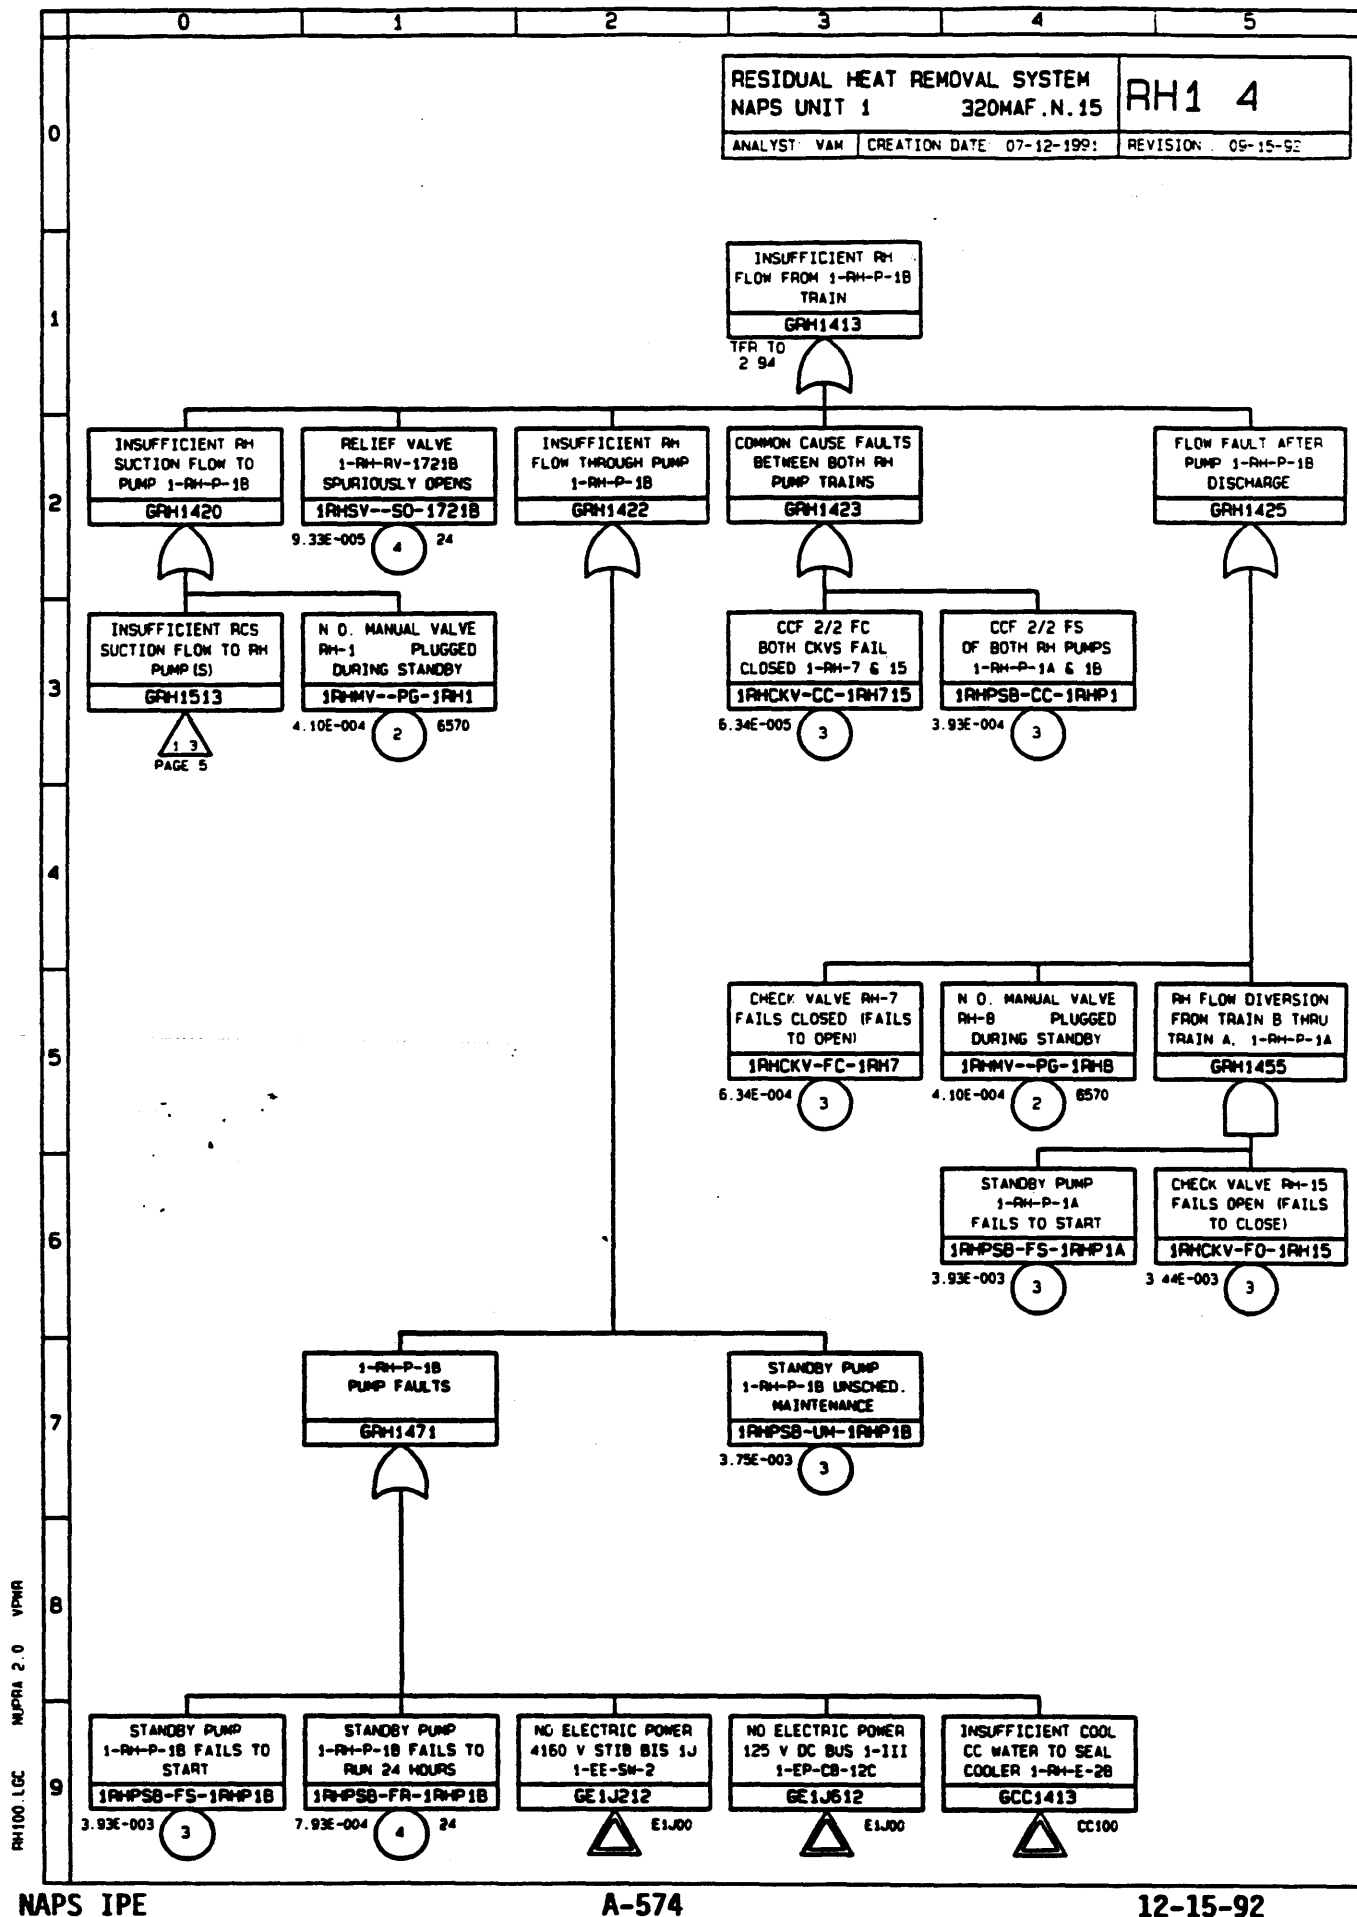 0 1 2 3 4 5
RESIDUAL HEAT REMOVAL SYSTEM
NAPS UNIT 1 320MAF.N.15
RH1 4
ANALYST: VAM CREATION DATE: 07-12-1991 REVISION: 09-15-92
0
INSUFFICIENT RH
FLOW FROM 1-RH-P-1B
TRAIN
GRH1413
TFR TO
2 94
1
INSUFFICIENT RH
SUCTION FLOW TO
PUMP 1-RH-P-1B
GRH1420
RELIEF VALVE
1-RH-RV-1721B
SPURIOUSLY OPENS
1RHSV--SO-1721B
9.33E-005 4 24
INSUFFICIENT RH
FLOW THROUGH PUMP
1-RH-P-1B
GRH1422
COMMON CAUSE FAULTS
BETWEEN BOTH RH
PUMP TRAINS
GRH1423
FLOW FAULT AFTER
PUMP 1-RH-P-1B
DISCHARGE
GRH1425
2
INSUFFICIENT RCS
SUCTION FLOW TO RH
PUMP(S)
GRH1513
1 3
PAGE 5
N O. MANUAL VALVE
RH-1 PLUGGED
DURING STANDBY
1RHMV--PG-1RH1
4.10E-004 2 6570
CCF 2/2 FC
BOTH CKVS FAIL
CLOSED 1-RH-7 & 15
1RHCKV-CC-1RH715
6.34E-005 3
CCF 2/2 FS
OF BOTH RH PUMPS
1-RH-P-1A & 1B
1RHPSB-CC-1RHP1
3.93E-004 3
3
4
CHECK VALVE RH-7
FAILS CLOSED (FAILS
TO OPEN)
1RHCKV-FC-1RH7
6.34E-004 3
N O. MANUAL VALVE
RH-8 PLUGGED
DURING STANDBY
1RHMV--PG-1RH8
4.10E-004 2 6570
RH FLOW DIVERSION
FROM TRAIN B THRU
TRAIN A, 1-RH-P-1A
GRH1455
5
STANDBY PUMP
1-RH-P-1A
FAILS TO START
1RHPSB-FS-1RHP1A
3.93E-003 3
CHECK VALVE RH-15
FAILS OPEN (FAILS
TO CLOSE)
1RHCKV-FO-1RH15
3 44E-003 3
6
1-RH-P-1B
PUMP FAULTS
GRH1471
STANDBY PUMP
1-RH-P-1B UNSCHED.
MAINTENANCE
1RHPSB-UM-1RHP1B
3.75E-003 3
7
8
STANDBY PUMP
1-RH-P-1B FAILS TO
START
1RHPSB-FS-1RHP1B
3.93E-003 3
STANDBY PUMP
1-RH-P-1B FAILS TO
RUN 24 HOURS
1RHPSB-FR-1RHP1B
7.93E-004 4 24
NO ELECTRIC POWER
4160 V STIB BIS 1J
1-EE-SW-2
GE1J212
E1J00
NO ELECTRIC POWER
125 V DC BUS 1-III
1-EP-CB-12C
GE1J612
E1J00
INSUFFICIENT COOL
CC WATER TO SEAL
COOLER 1-RH-E-2B
GCC1413
CC100
9
RH100.LGC NUPRA 2.0 VPWR
NAPS IPE A-574 12-15-92